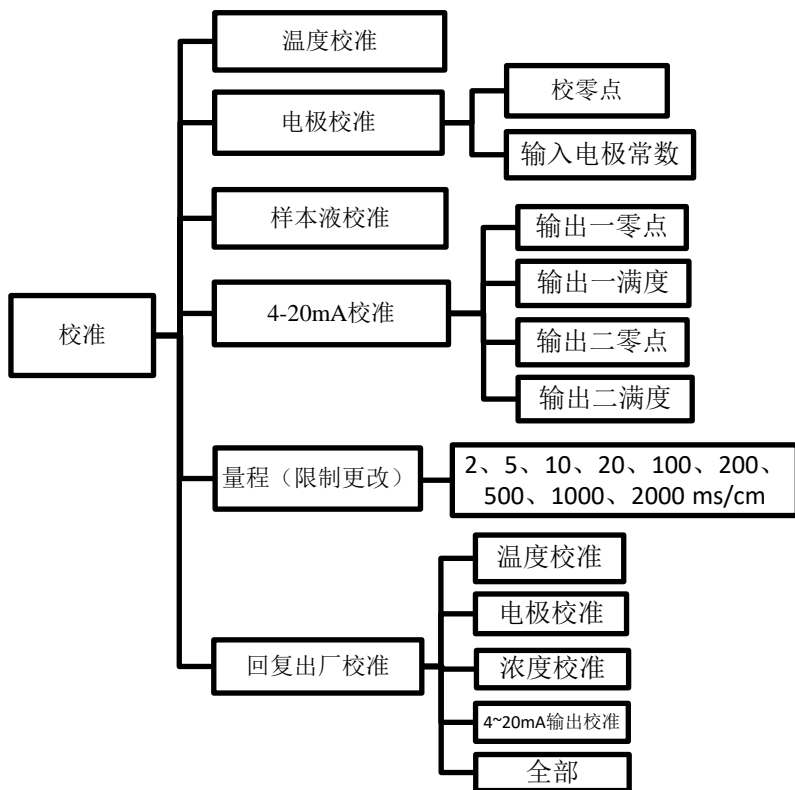 校准
温度校准
电极校准
校零点
输入电极常数
样本液校准
4-20mA校准
输出一零点
输出一满度
输出二零点
输出二满度
量程（限制更改）
2、5、10、20、100、200、
500、1000、2000 ms/cm
回复出厂校准
温度校准
电极校准
浓度校准
4~20mA输出校准
全部